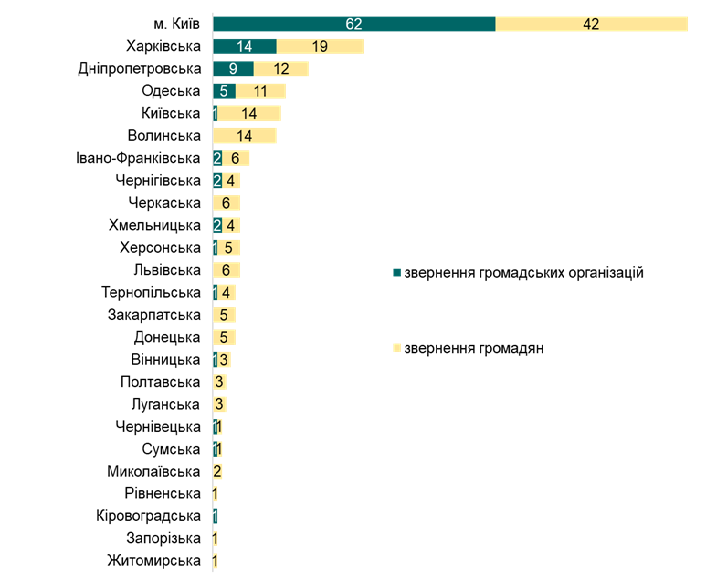 м. Київ 62 42
Харківська 14 19
Дніпропетровська 9 12
Одеська 5 11
Київська 1 14
Волинська 14
Івано-Франківська 2 6
Чернігівська 2 4
Черкаська 6
Хмельницька 2 4
Херсонська 1 5
Львівська 6
звернення громадських організацій
Тернопільська 1 4
Закарпатська 5
Донецька 5
звернення громадян
Вінницька 1 3
Полтавська 3
Луганська 3
Чернівецька 1 1
Сумська 1 1
Миколаївська 2
Рівненська 1
Кіровоградська 1
Запорізька 1
Житомирська 1